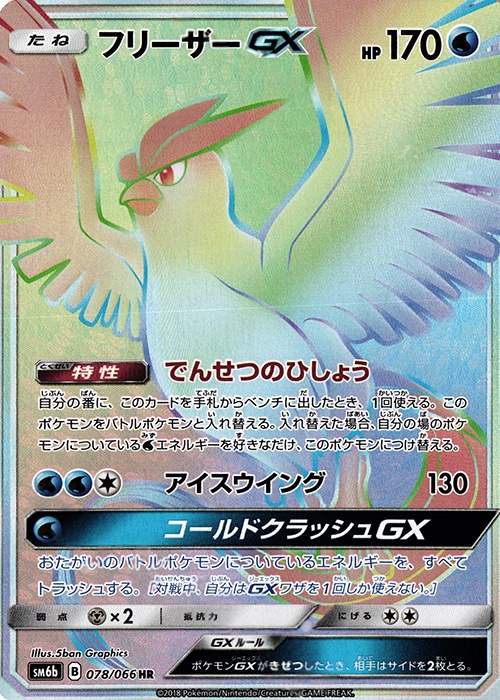 たね フリーザーGX HP 170
とくせい 特性 でんせつのひしょう
自分の番に、このカードを手札からベンチに出したとき、1回使える。この
ポケモンをバトルポケモンと入れ替える。入れ替えた場合、自分の場のポケ
モンについているエネルギーを好きなだけ、このポケモンにつけ替える。
アイスウイング 130
コールドクラッシュGX
おたがいのバトルポケモンについているエネルギーを、すべて
トラッシュする。[対戦中、自分はGXワザを1回しか使えない。]
弱点 ×2 抵抗力 にげる
Illus.5ban Graphics
GXルール
ポケモンGXがきぜつしたとき、相手はサイドを2枚とる。
SM6b B 078/066 HR
©2018 Pokémon/Nintendo/Creatures/GAME FREAK.